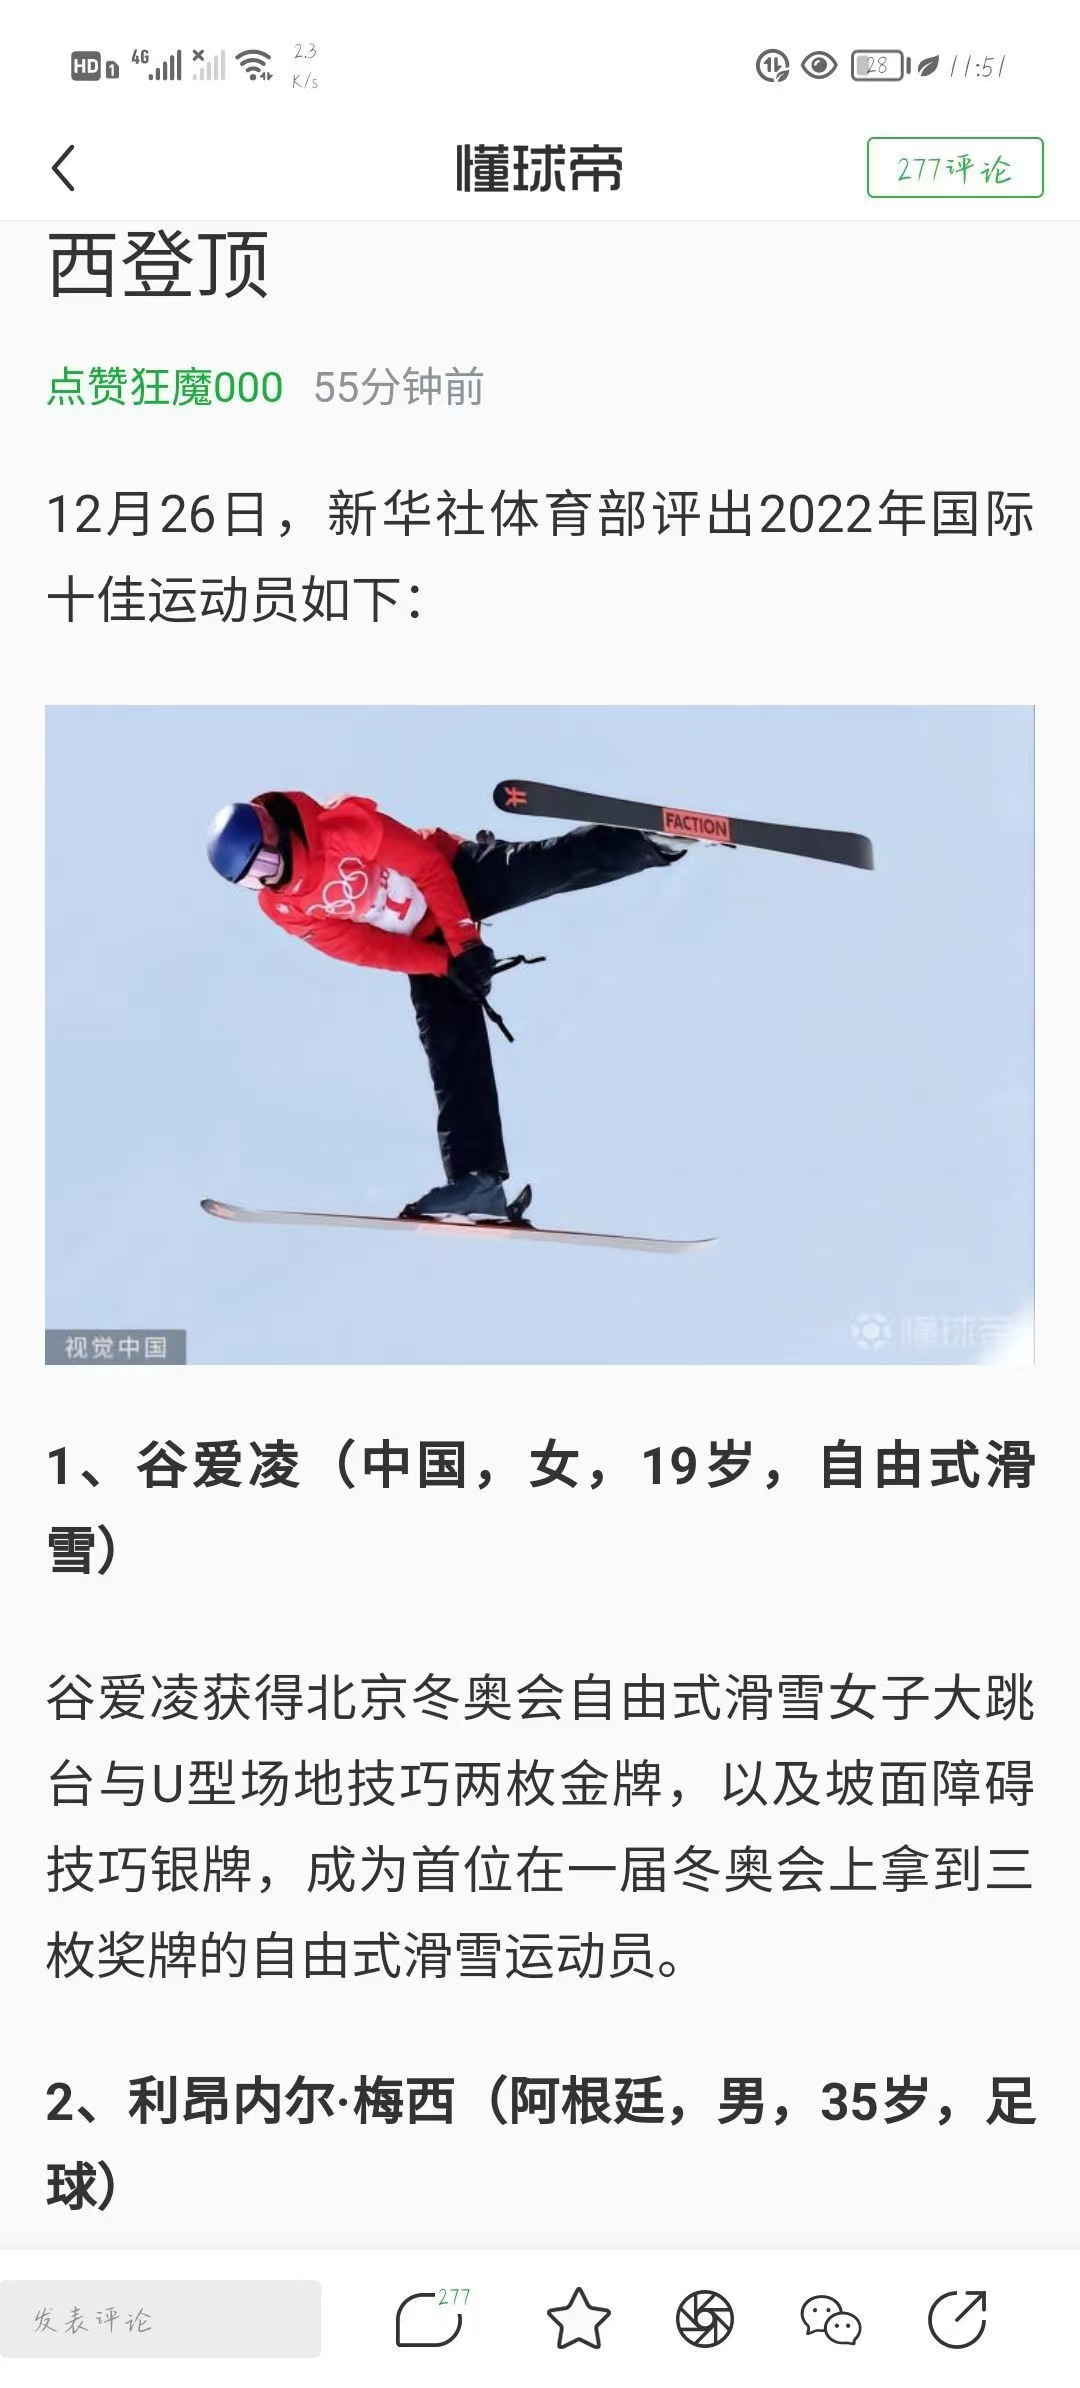 HD 1 4G 2.3 K/s 28 11:51
懂球帝
277评论
西登顶
点赞狂魔000 55分钟前
12月26日，新华社体育部评出2022年国际
十佳运动员如下：
FACTION
视觉中国
懂球帝
1、谷爱凌（中国，女，19岁，自由式滑
雪）
谷爱凌获得北京冬奥会自由式滑雪女子大跳
台与U型场地技巧两枚金牌，以及坡面障碍
技巧银牌，成为首位在一届冬奥会上拿到三
枚奖牌的自由式滑雪运动员。
2、利昂内尔·梅西（阿根廷，男，35岁，足
球）
发表评论
277